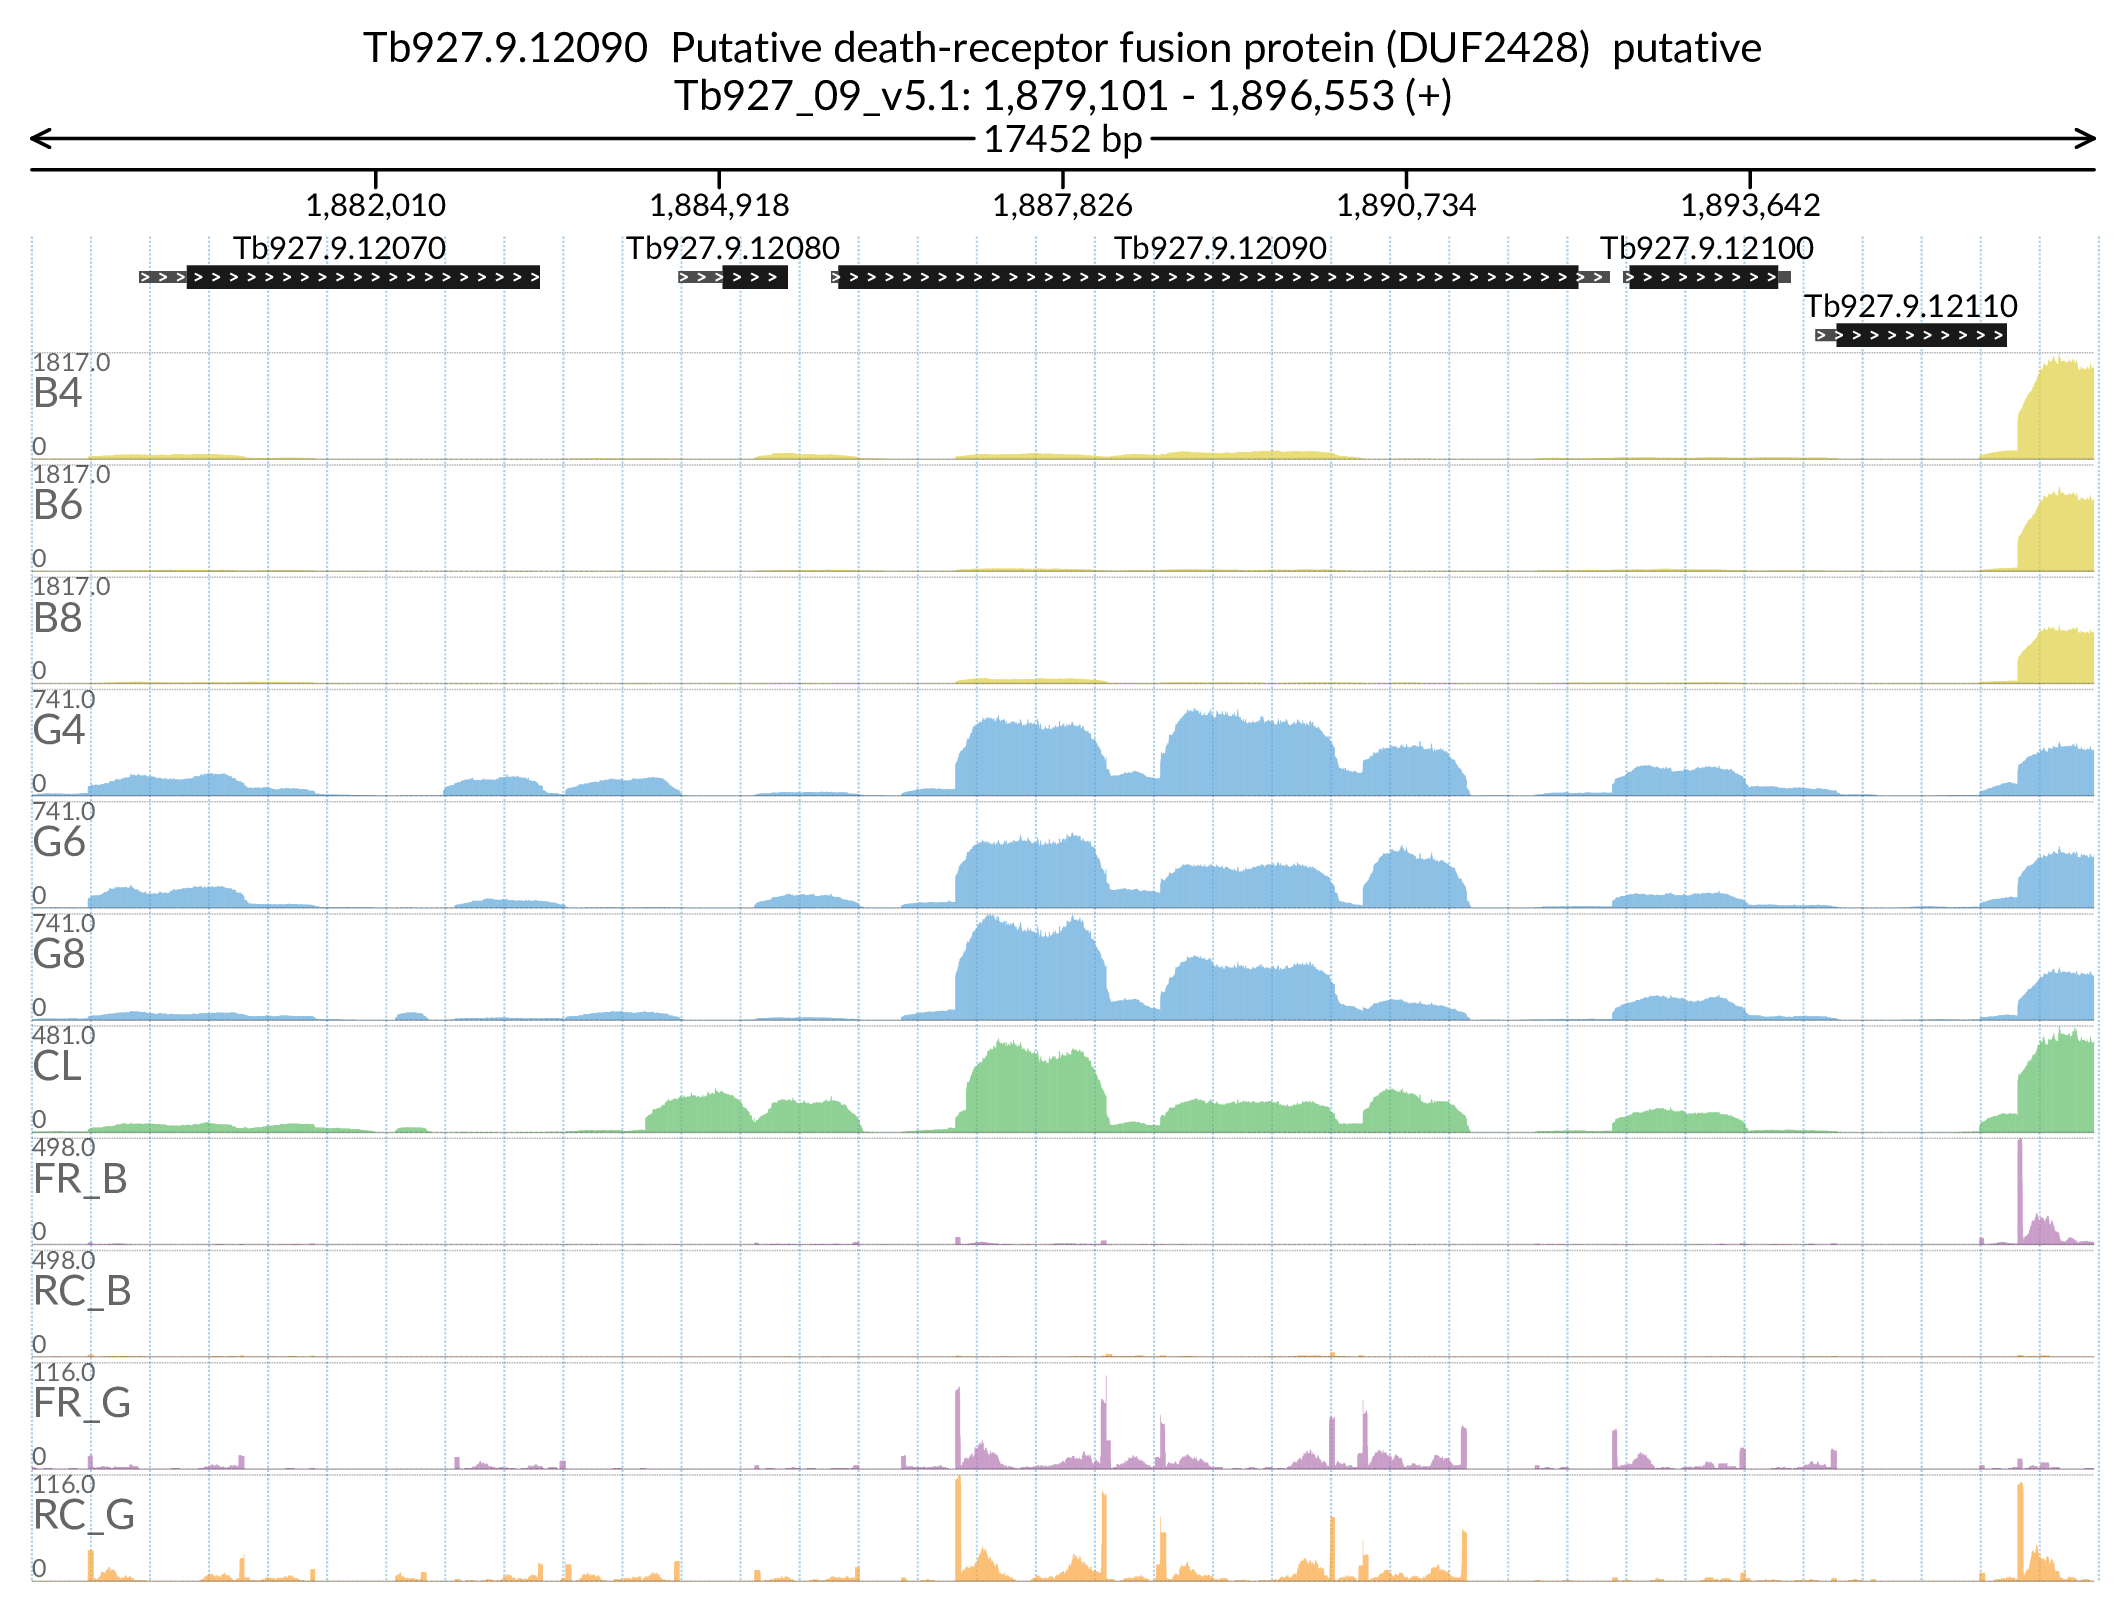 Tb927.9.12090  Putative death-receptor fusion protein (DUF2428)  putative
Tb927_09_v5.1: 1,879,101 - 1,896,553 (+)
17452 bp
1,882,010 1,884,918 1,887,826 1,890,734 1,893,642
Tb927.9.12070 Tb927.9.12080 Tb927.9.12090 Tb927.9.12100
Tb927.9.12110
1817.0
B4
0
1817.0
B6
0
1817.0
B8
0
741.0
G4
0
741.0
G6
0
741.0
G8
0
481.0
CL
0
498.0
FR_B
0
498.0
RC_B
0
116.0
FR_G
0
116.0
RC_G
0